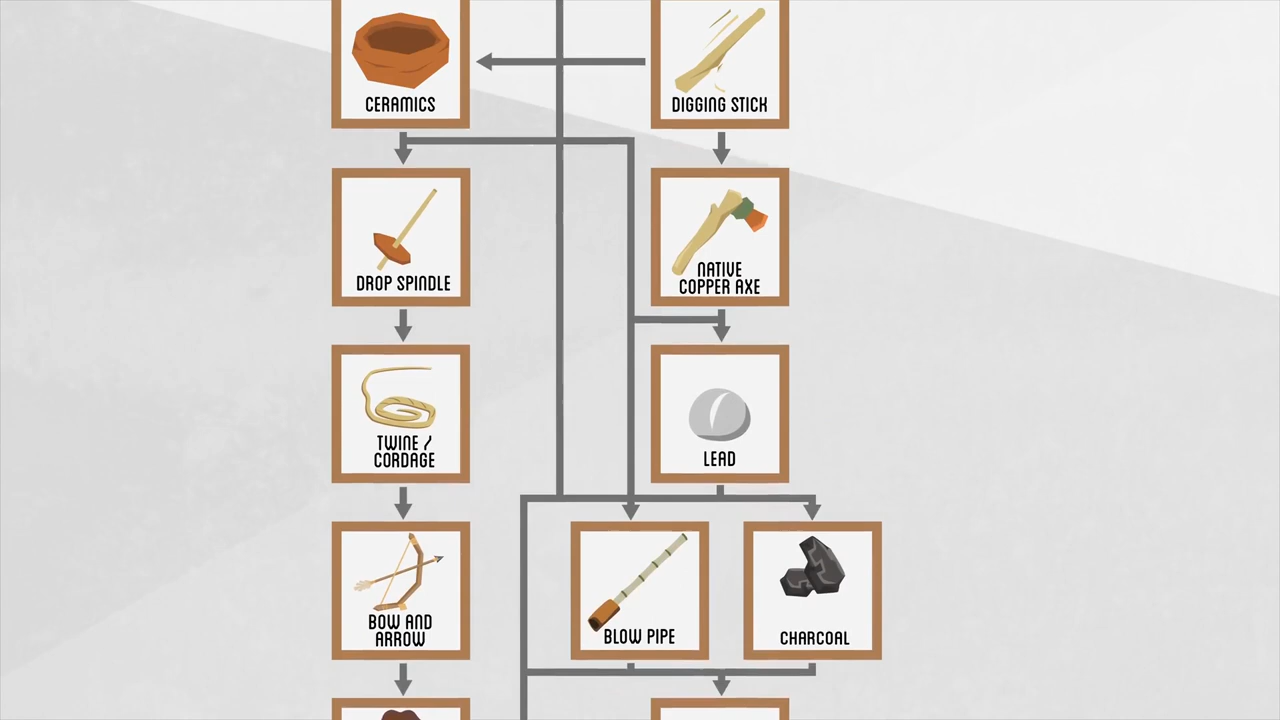 CERAMICS
DIGGING STICK
DROP SPINDLE
NATIVE
COPPER AXE
TWINE /
CORDAGE
LEAD
BOW AND
ARROW
BLOW PIPE
CHARCOAL